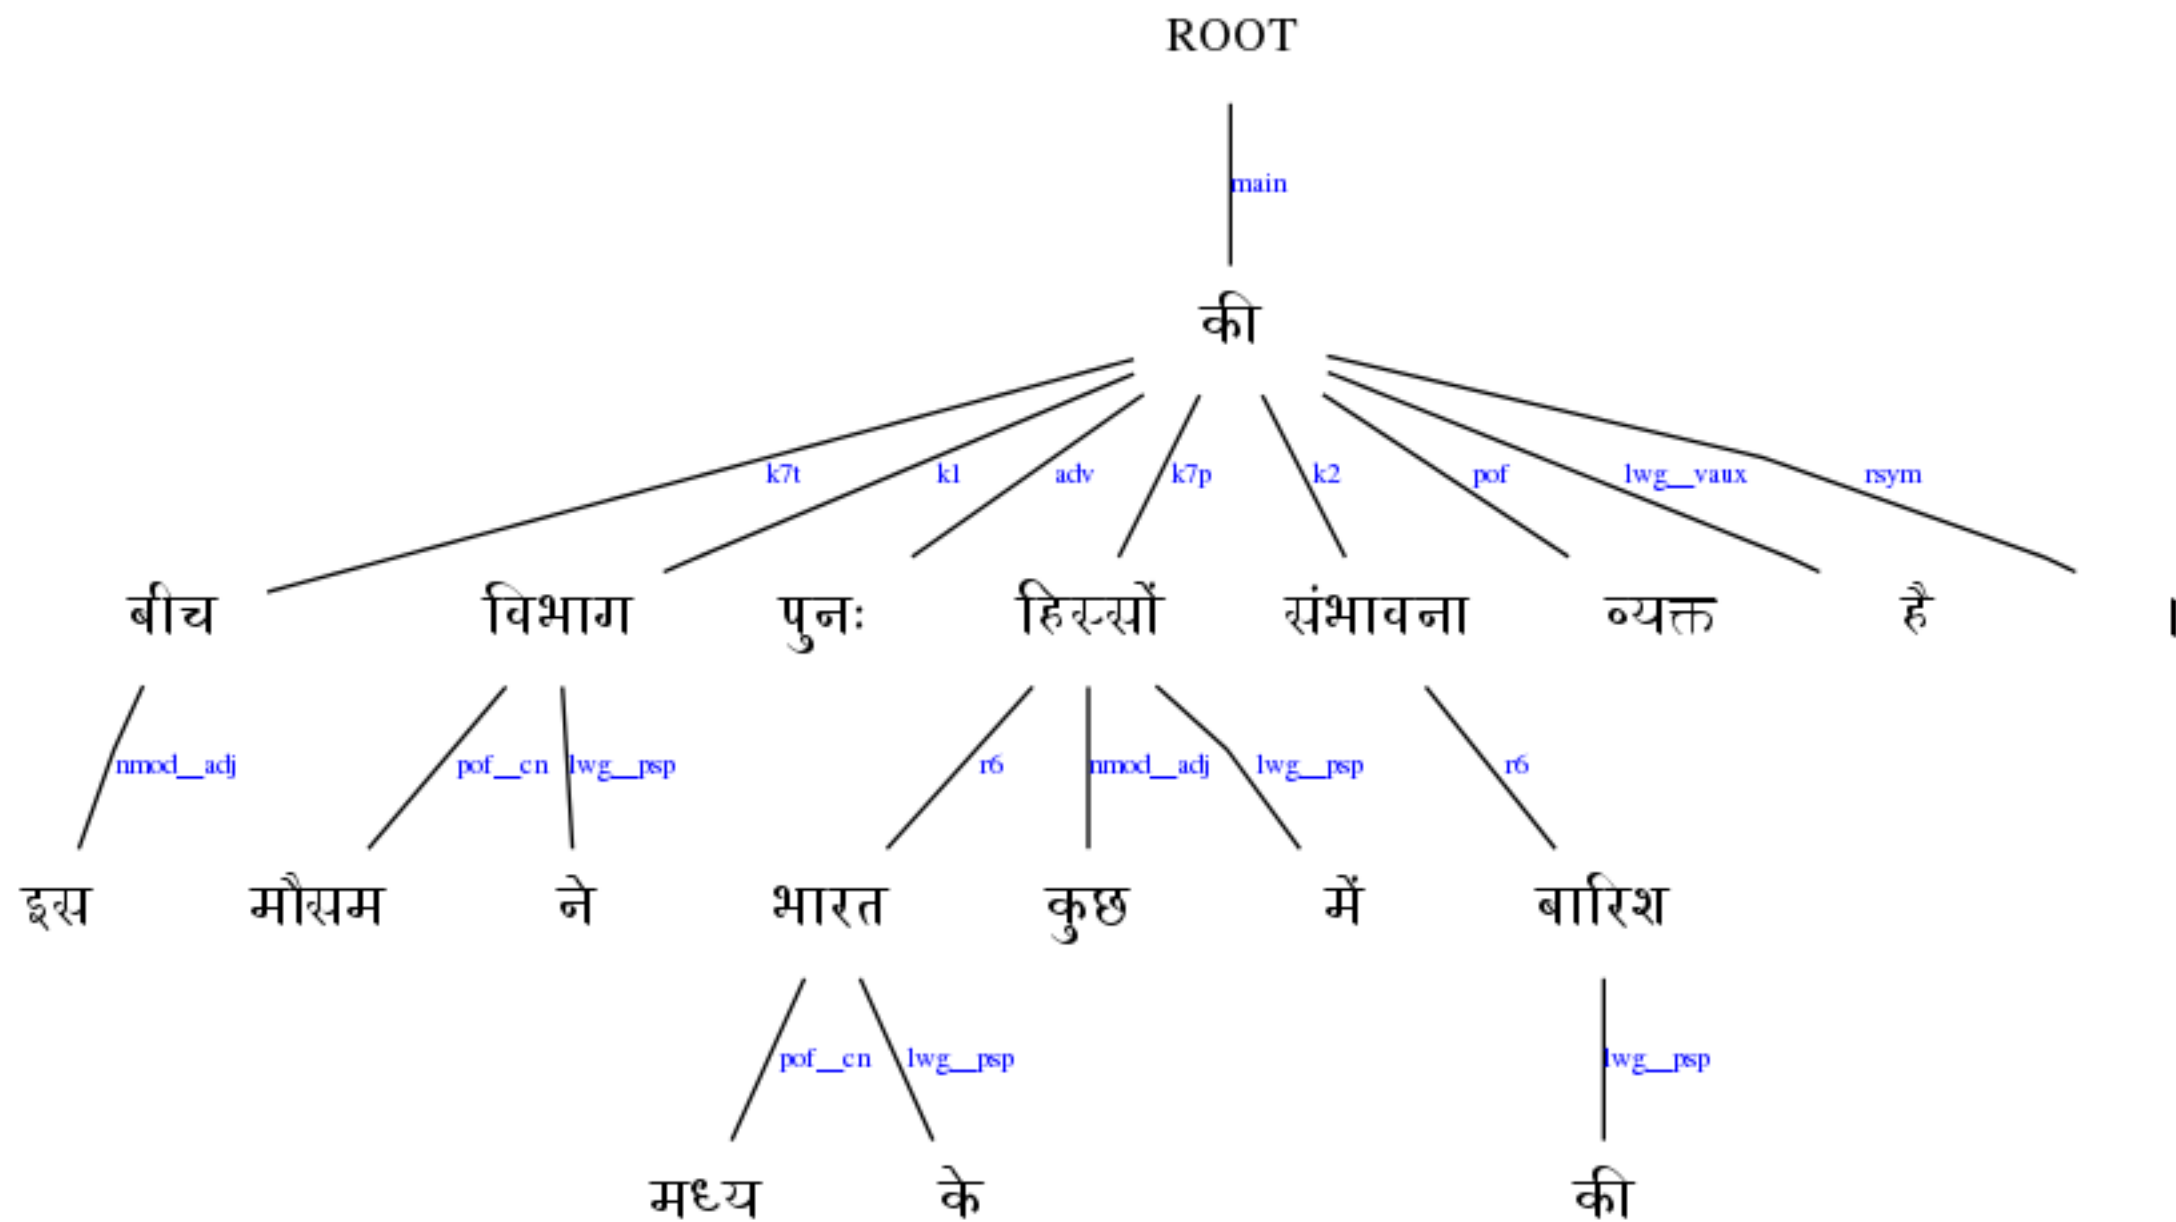 ROOT
main
की
k7t k1 adv k7p k2 pof lwg__vaux rsym
बीच विभाग पुनः हिस्सों संभावना व्यक्त है ।
nmod__adj pof__cn lwg__psp r6 nmod__adj lwg__psp r6
इस मौसम ने भारत कुछ में बारिश
pof__cn lwg__psp lwg__psp
मध्य के की